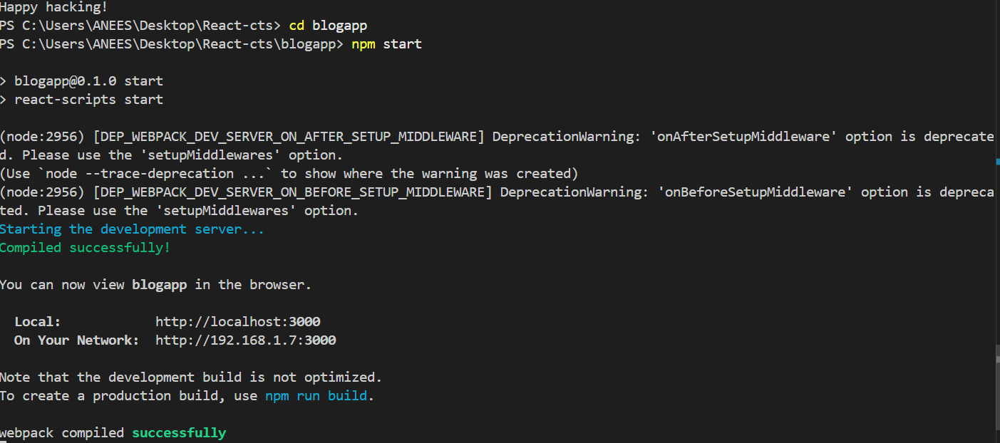 Happy hacking!
PS C:\Users\ANEES\Desktop\React-cts> cd blogapp
PS C:\Users\ANEES\Desktop\React-cts\blogapp> npm start
> blogapp@0.1.0 start
> react-scripts start
(node:2956) [DEP_WEBPACK_DEV_SERVER_ON_AFTER_SETUP_MIDDLEWARE] DeprecationWarning: 'onAfterSetupMiddleware' option is deprecate
d. Please use the 'setupMiddlewares' option.
(Use `node --trace-deprecation ...` to show where the warning was created)
(node:2956) [DEP_WEBPACK_DEV_SERVER_ON_BEFORE_SETUP_MIDDLEWARE] DeprecationWarning: 'onBeforeSetupMiddleware' option is depreca
ted. Please use the 'setupMiddlewares' option.
Starting the development server...
Compiled successfully!
You can now view blogapp in the browser.
Local: http://localhost:3000
On Your Network: http://192.168.1.7:3000
Note that the development build is not optimized.
To create a production build, use npm run build.
webpack compiled successfully